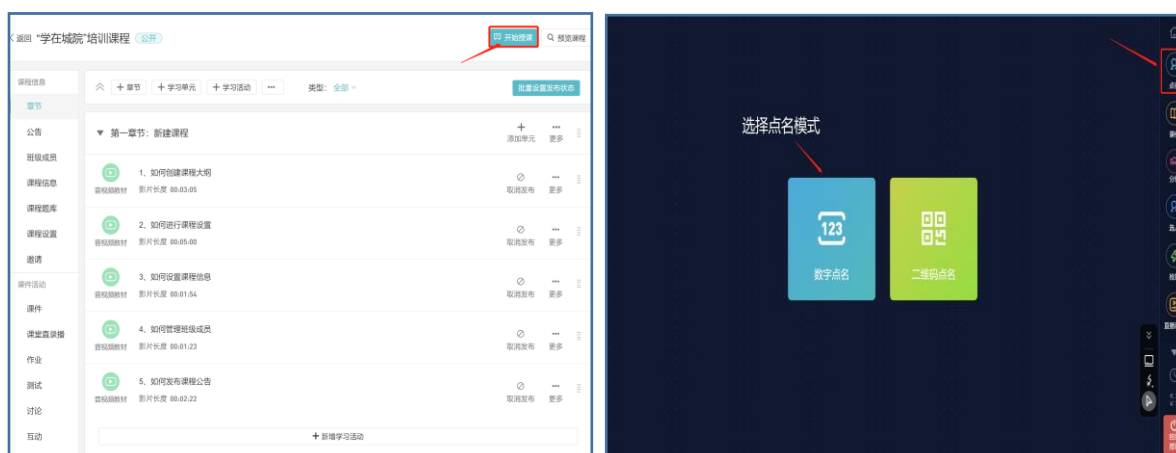 返回 "学在城院"培训课程 公开
开始授课 预览课程
课程信息
章节
公告
班级成员
课程信息
课程题库
课程设置
邀请
课件活动
课件
课堂直录播
作业
测试
讨论
互动
+ 章节 + 学习单元 + 学习活动 ··· 类型: 全部
批量设置发布状态
第一章节: 新建课程
添加单元 更多
1、如何创建课程大纲
音视频教材 影片长度 00:03:05
取消发布 更多
2、如何进行课程设置
音视频教材 影片长度 00:05:00
取消发布 更多
3、如何设置课程信息
音视频教材 影片长度 00:01:54
取消发布 更多
4、如何管理班级成员
音视频教材 影片长度 00:01:23
取消发布 更多
5、如何发布课程公告
音视频教材 影片长度 00:02:22
取消发布 更多
+ 新增学习活动
选择点名模式
123
数字点名
二维码点名